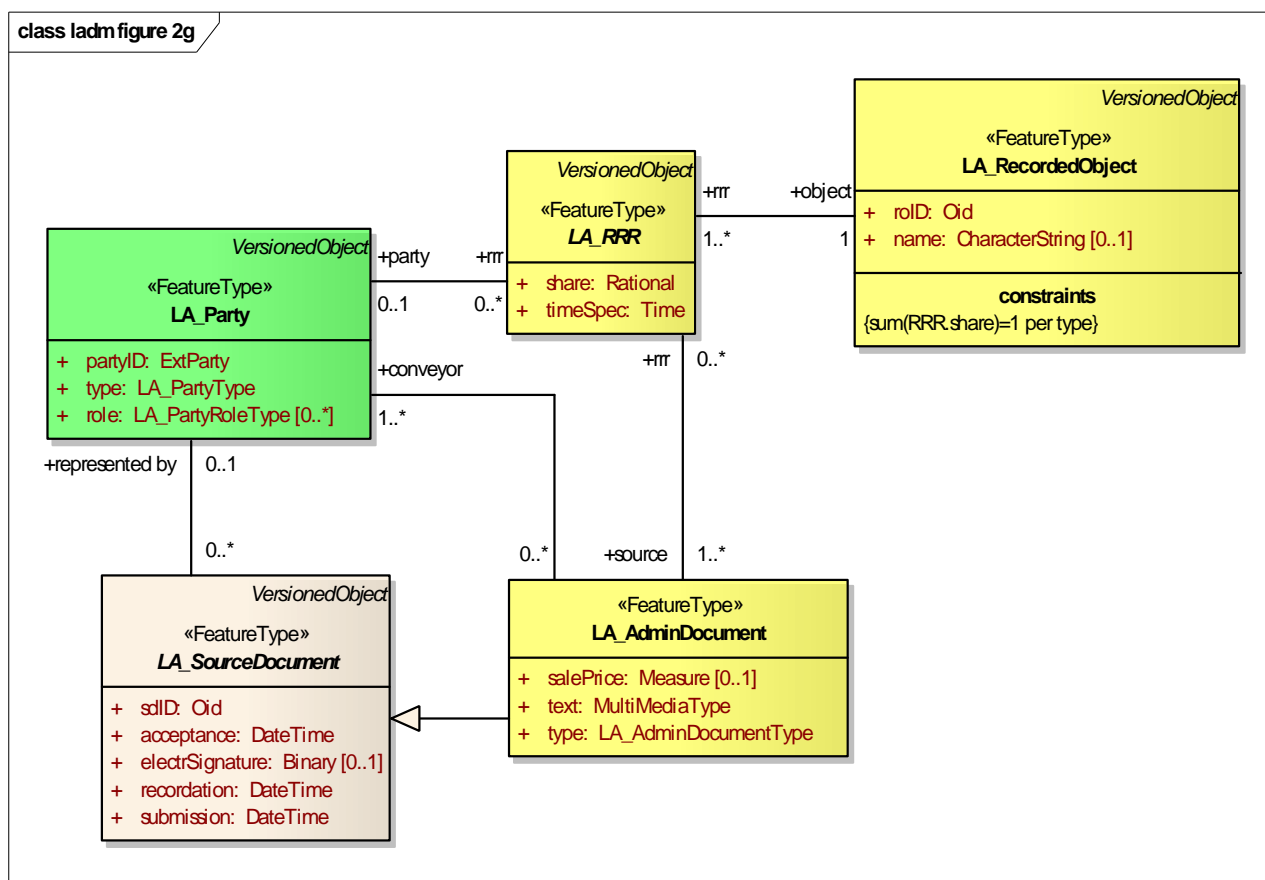 class ladm figure 2g
VersionedObject
«FeatureType»
LA_RecordedObject
+ roID: Oid
+ name: CharacterString [0..1]
constraints
{sum(RRR.share)=1 per type}
VersionedObject
«FeatureType»
LA_RRR
+ share: Rational
+ timeSpec: Time
+rrr
+object
1..*
1
VersionedObject
«FeatureType»
LA_Party
+ partyID: ExtParty
+ type: LA_PartyType
+ role: LA_PartyRoleType [0..*]
+party
+rrr
0..1
0..*
+conveyor
1..*
+rrr
0..*
+represented by
0..1
0..*
0..*
+source
1..*
VersionedObject
«FeatureType»
LA_SourceDocument
+ sdID: Oid
+ acceptance: DateTime
+ electrSignature: Binary [0..1]
+ recordation: DateTime
+ submission: DateTime
«FeatureType»
LA_AdminDocument
+ salePrice: Measure [0..1]
+ text: MultiMediaType
+ type: LA_AdminDocumentType